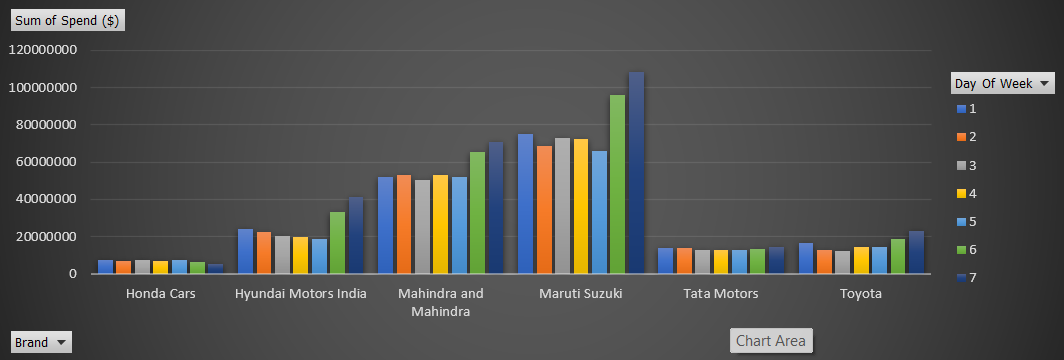 Sum of Spend ($)
120000000
100000000
80000000
60000000
40000000
20000000
0
Honda Cars
Hyundai Motors India
Mahindra and
Mahindra
Maruti Suzuki
Tata Motors
Toyota
Day Of Week
1
2
3
4
5
6
7
Brand
Chart Area